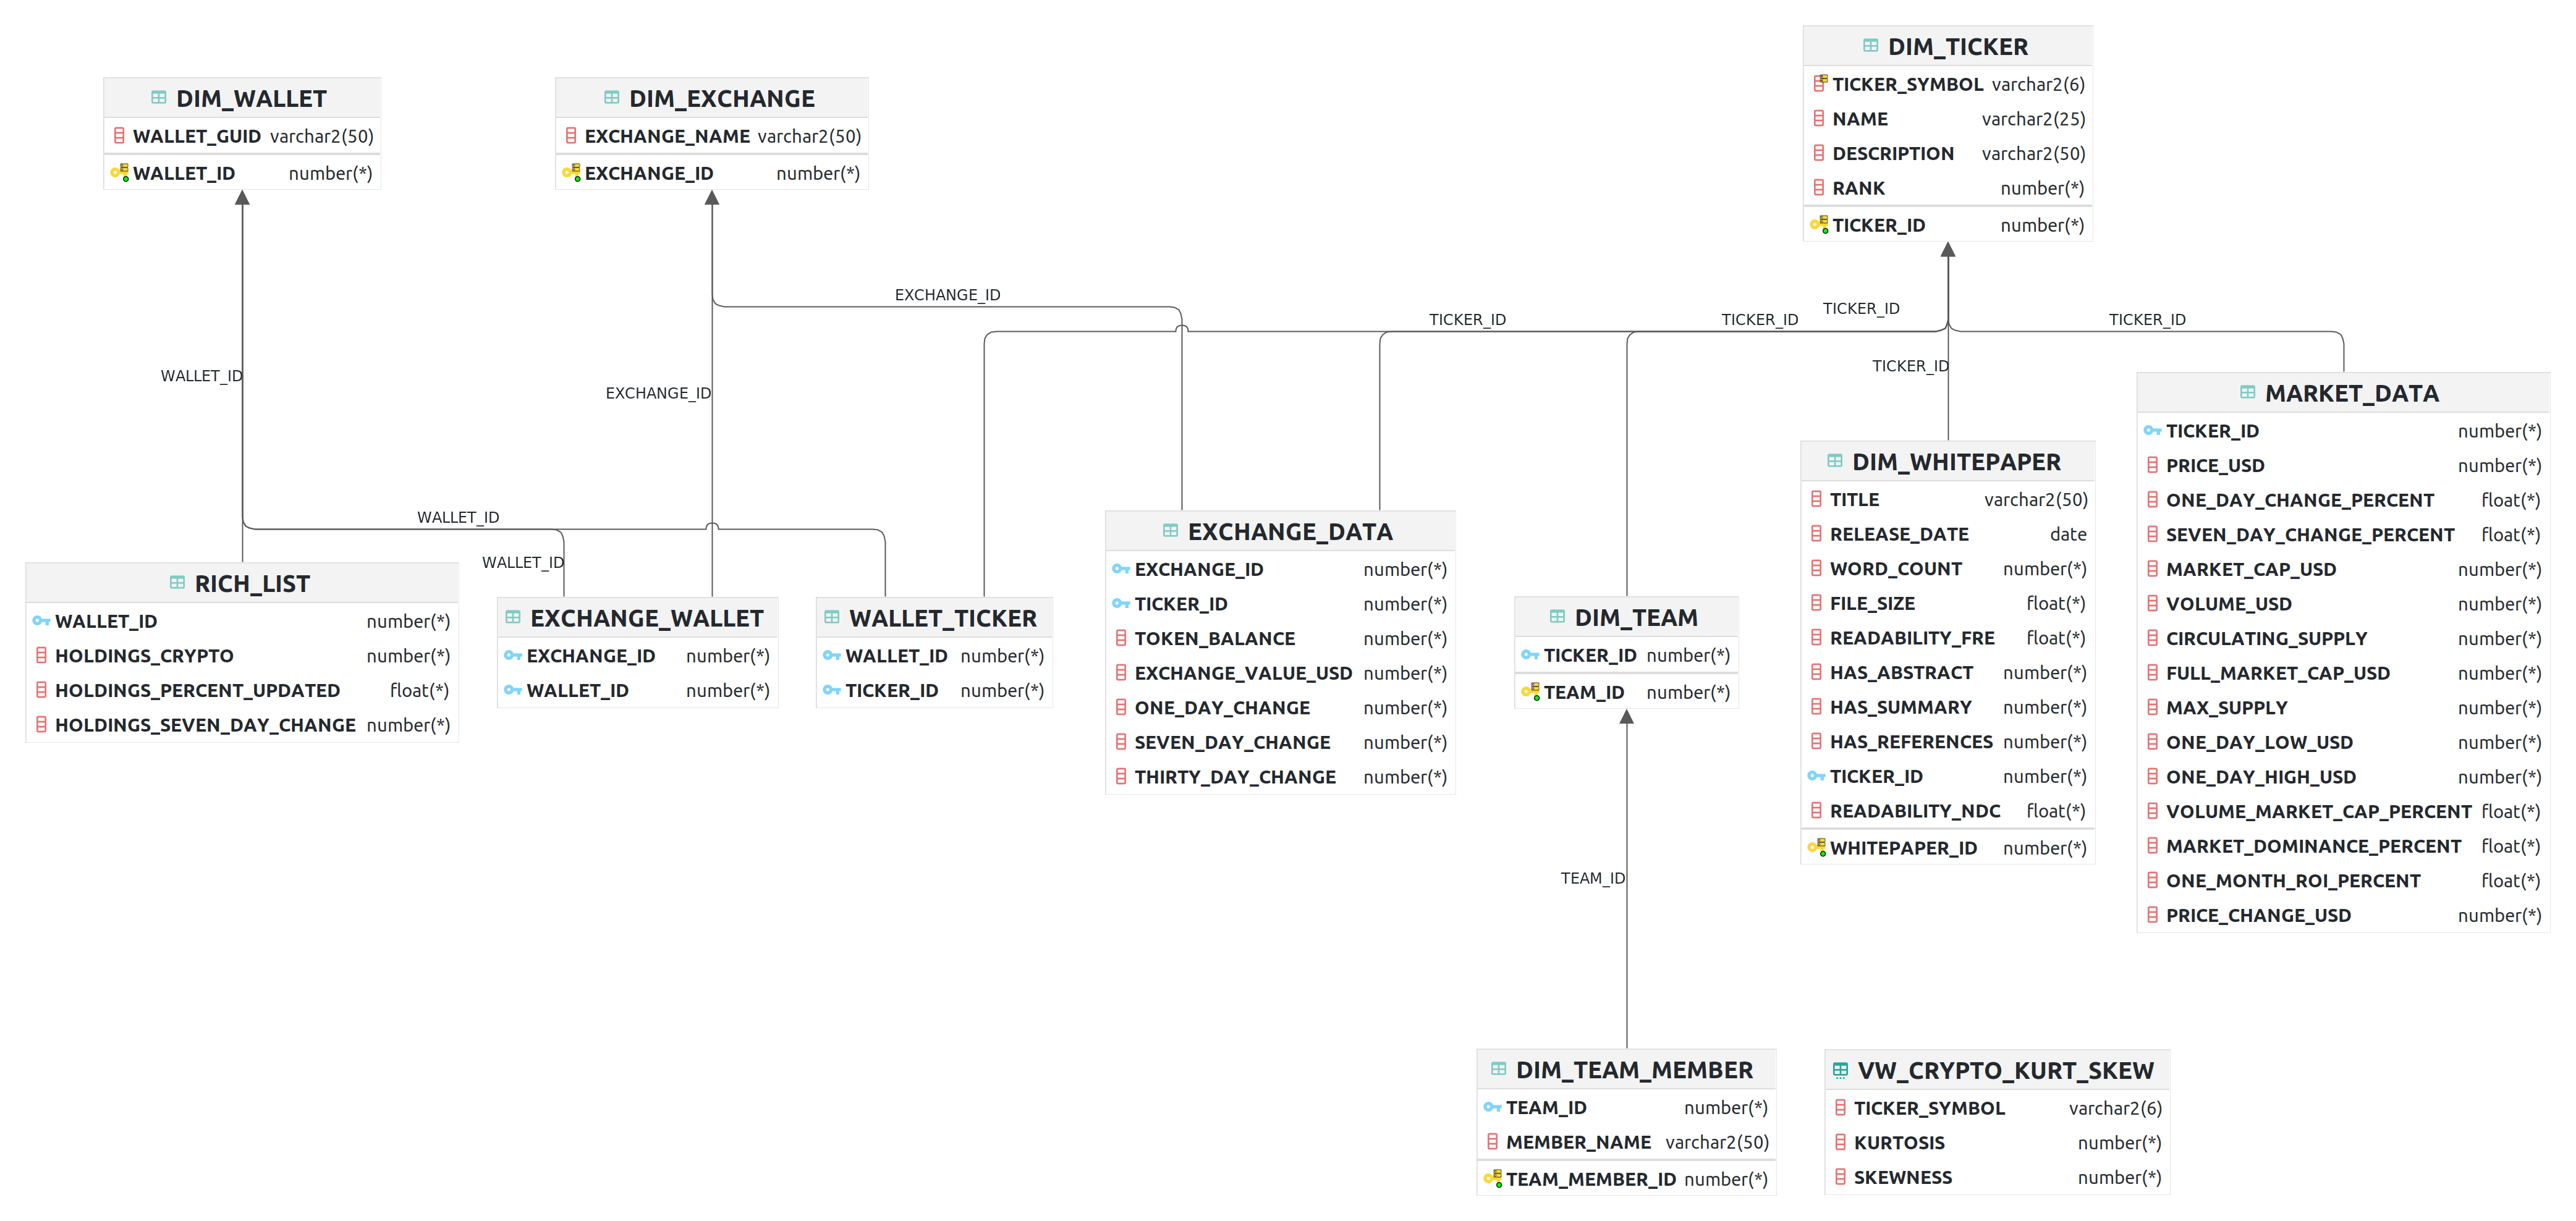 DIM_TICKER
TICKER_SYMBOL varchar2(6)
NAME varchar2(25)
DESCRIPTION varchar2(50)
RANK number(*)
TICKER_ID number(*)
DIM_WALLET
WALLET_GUID varchar2(50)
WALLET_ID number(*)
DIM_EXCHANGE
EXCHANGE_NAME varchar2(50)
EXCHANGE_ID number(*)
EXCHANGE_ID
TICKER_ID
TICKER_ID
TICKER_ID
TICKER_ID
TICKER_ID
WALLET_ID
EXCHANGE_ID
WALLET_ID
WALLET_ID
RICH_LIST
WALLET_ID number(*)
HOLDINGS_CRYPTO number(*)
HOLDINGS_PERCENT_UPDATED float(*)
HOLDINGS_SEVEN_DAY_CHANGE number(*)
EXCHANGE_WALLET
EXCHANGE_ID number(*)
WALLET_ID number(*)
WALLET_TICKER
WALLET_ID number(*)
TICKER_ID number(*)
EXCHANGE_DATA
EXCHANGE_ID number(*)
TICKER_ID number(*)
TOKEN_BALANCE number(*)
EXCHANGE_VALUE_USD number(*)
ONE_DAY_CHANGE number(*)
SEVEN_DAY_CHANGE number(*)
THIRTY_DAY_CHANGE number(*)
DIM_TEAM
TICKER_ID number(*)
TEAM_ID number(*)
DIM_WHITEPAPER
TITLE varchar2(50)
RELEASE_DATE date
WORD_COUNT number(*)
FILE_SIZE float(*)
READABILITY_FRE float(*)
HAS_ABSTRACT number(*)
HAS_SUMMARY number(*)
HAS_REFERENCES number(*)
TICKER_ID number(*)
READABILITY_NDC float(*)
WHITEPAPER_ID number(*)
MARKET_DATA
TICKER_ID number(*)
PRICE_USD number(*)
ONE_DAY_CHANGE_PERCENT float(*)
SEVEN_DAY_CHANGE_PERCENT float(*)
MARKET_CAP_USD number(*)
VOLUME_USD number(*)
CIRCULATING_SUPPLY number(*)
FULL_MARKET_CAP_USD number(*)
MAX_SUPPLY number(*)
ONE_DAY_LOW_USD number(*)
ONE_DAY_HIGH_USD number(*)
VOLUME_MARKET_CAP_PERCENT float(*)
MARKET_DOMINANCE_PERCENT float(*)
ONE_MONTH_ROI_PERCENT float(*)
PRICE_CHANGE_USD number(*)
TEAM_ID
DIM_TEAM_MEMBER
TEAM_ID number(*)
MEMBER_NAME varchar2(50)
TEAM_MEMBER_ID number(*)
VW_CRYPTO_KURT_SKEW
TICKER_SYMBOL varchar2(6)
KURTOSIS number(*)
SKEWNESS number(*)